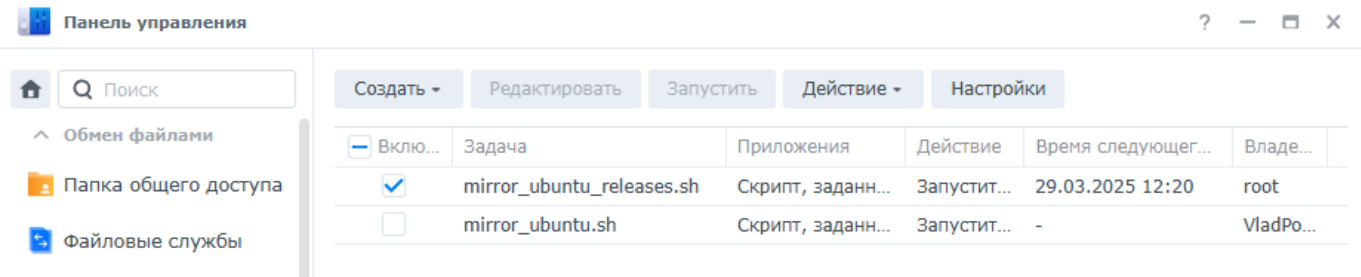 Панель управления
Поиск
Обмен файлами
Папка общего доступа
Файловые службы
Создать Редактировать Запустить Действие Настройки
Вклю... Задача Приложения Действие Время следующег... Владе...
mirror_ubuntu_releases.sh Скрипт, заданн... Запустит... 29.03.2025 12:20 root
mirror_ubuntu.sh Скрипт, заданн... Запустит... - VladPo...